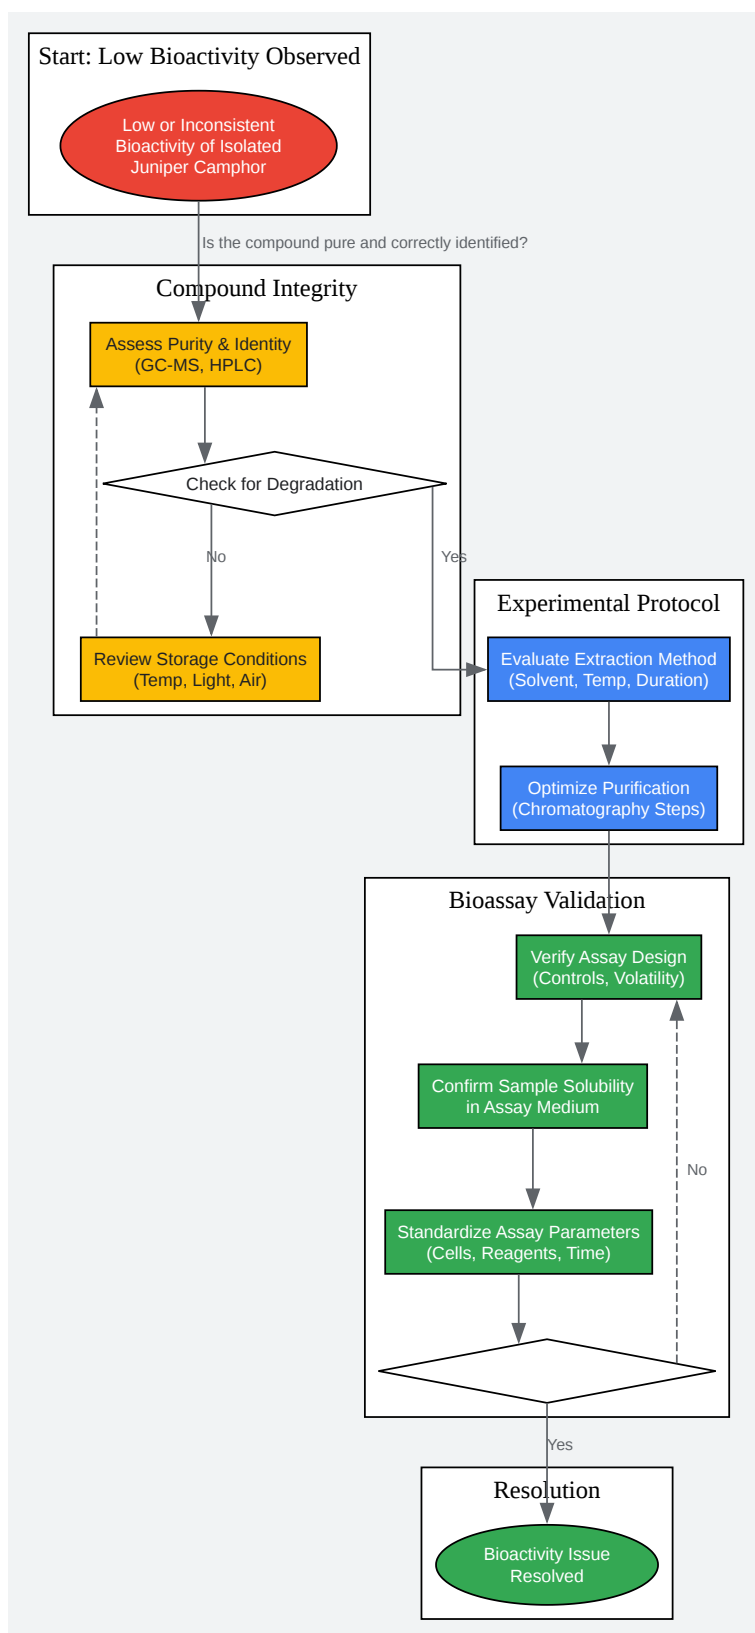 Start: Low Bioactivity Observed
Low or Inconsistent
Bioactivity of Isolated
Juniper Camphor
Is the compound pure and correctly identified?
Compound Integrity
Assess Purity & Identity
(GC-MS, HPLC)
Check for Degradation
No
Yes
Review Storage Conditions
(Temp, Light, Air)
Experimental Protocol
Evaluate Extraction Method
(Solvent, Temp, Duration)
Optimize Purification
(Chromatography Steps)
Bioassay Validation
Verify Assay Design
(Controls, Volatility)
Confirm Sample Solubility
in Assay Medium
No
Standardize Assay Parameters
(Cells, Reagents, Time)
Yes
Resolution
Bioactivity Issue
Resolved